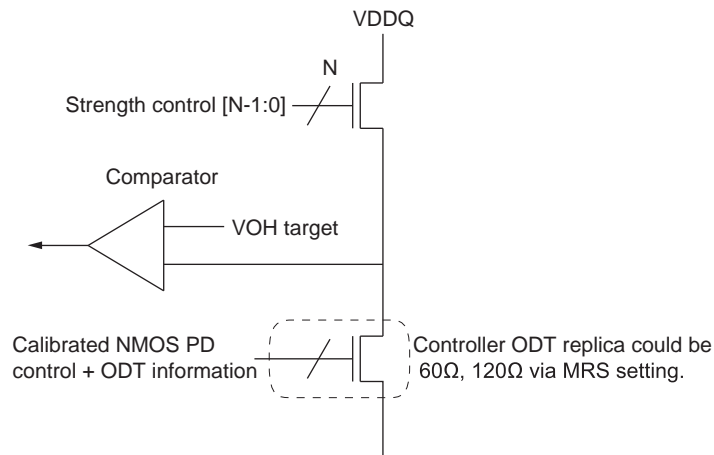 VDDQ
N
Strength control [N-1:0]
Comparator
VOH target
Calibrated NMOS PD
control + ODT information
Controller ODT replica could be
60Ω, 120Ω via MRS setting.